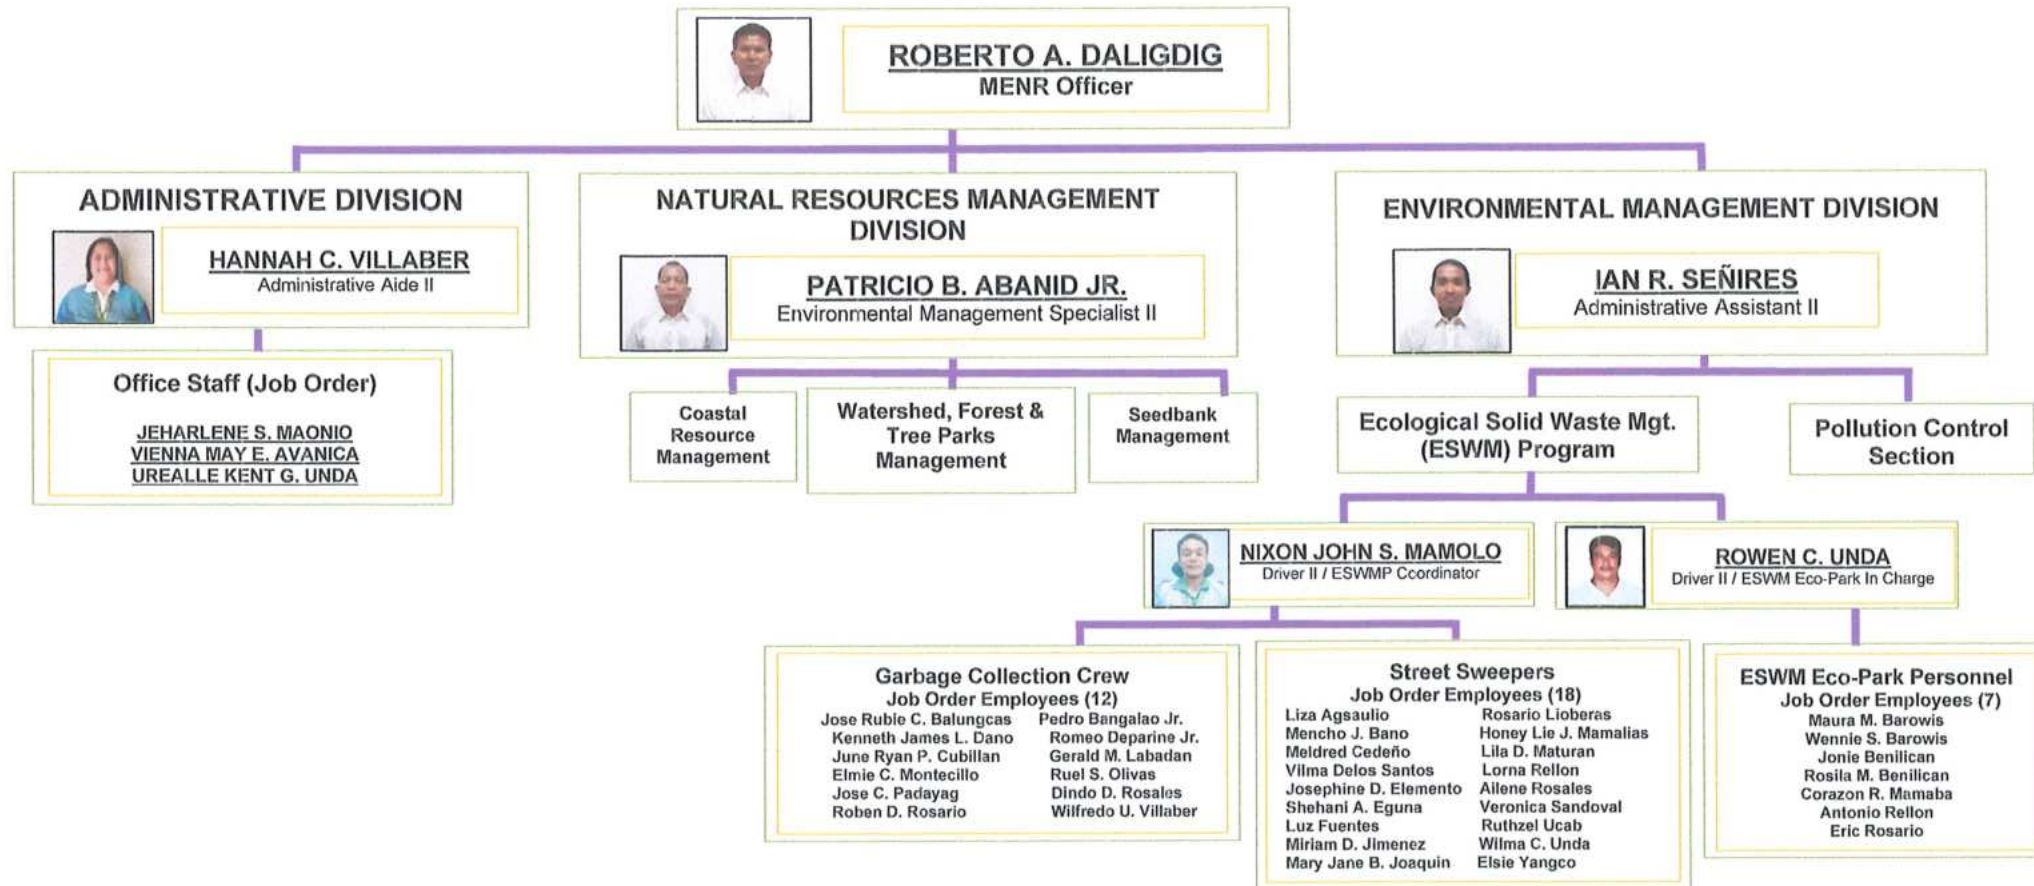 ROBERTO A. DALIGDIG
MENR Officer
ADMINISTRATIVE DIVISION
HANNAH C. VILLABER
Administrative Aide II
Office Staff (Job Order)
JEHARLENE S. MAONIO
VIENNA MAY E. AVANICA
UREALLE KENT G. UNDA
NATURAL RESOURCES MANAGEMENT
DIVISION
PATRICIO B. ABANID JR.
Environmental Management Specialist II
Coastal
Resource
Management
Watershed, Forest &
Tree Parks
Management
Seedbank
Management
ENVIRONMENTAL MANAGEMENT DIVISION
IAN R. SEÑIRES
Administrative Assistant II
Ecological Solid Waste Mgt.
(ESWM) Program
Pollution Control
Section
NIXON JOHN S. MAMOLO
Driver II / ESWMP Coordinator
ROWEN C. UNDA
Driver II / ESWM Eco-Park In Charge
Garbage Collection Crew
Job Order Employees (12)
Jose Rubie C. Balungcas
Kenneth James L. Dano
June Ryan P. Cubillan
Elmie C. Montecillo
Jose C. Padayag
Roben D. Rosario
Pedro Bangalao Jr.
Romeo Deparine Jr.
Gerald M. Labadan
Ruel S. Olivas
Dindo D. Rosales
Wilfredo U. Villaber
Street Sweepers
Job Order Employees (18)
Liza Agsaulio
Mencho J. Bano
Meldred Cedeño
Vilma Delos Santos
Josephine D. Elemento
Shehani A. Eguna
Luz Fuentes
Miriam D. Jimenez
Mary Jane B. Joaquin
Rosario Lioberas
Honey Lie J. Mamalias
Lila D. Maturan
Lorna Rellon
Ailene Rosales
Veronica Sandoval
Ruthzel Ucab
Wilma C. Unda
Elsie Yangco
ESWM Eco-Park Personnel
Job Order Employees (7)
Maura M. Barowis
Wennie S. Barowis
Jonie Benilican
Rosila M. Benilican
Corazon R. Mamaba
Antonio Rellon
Eric Rosario